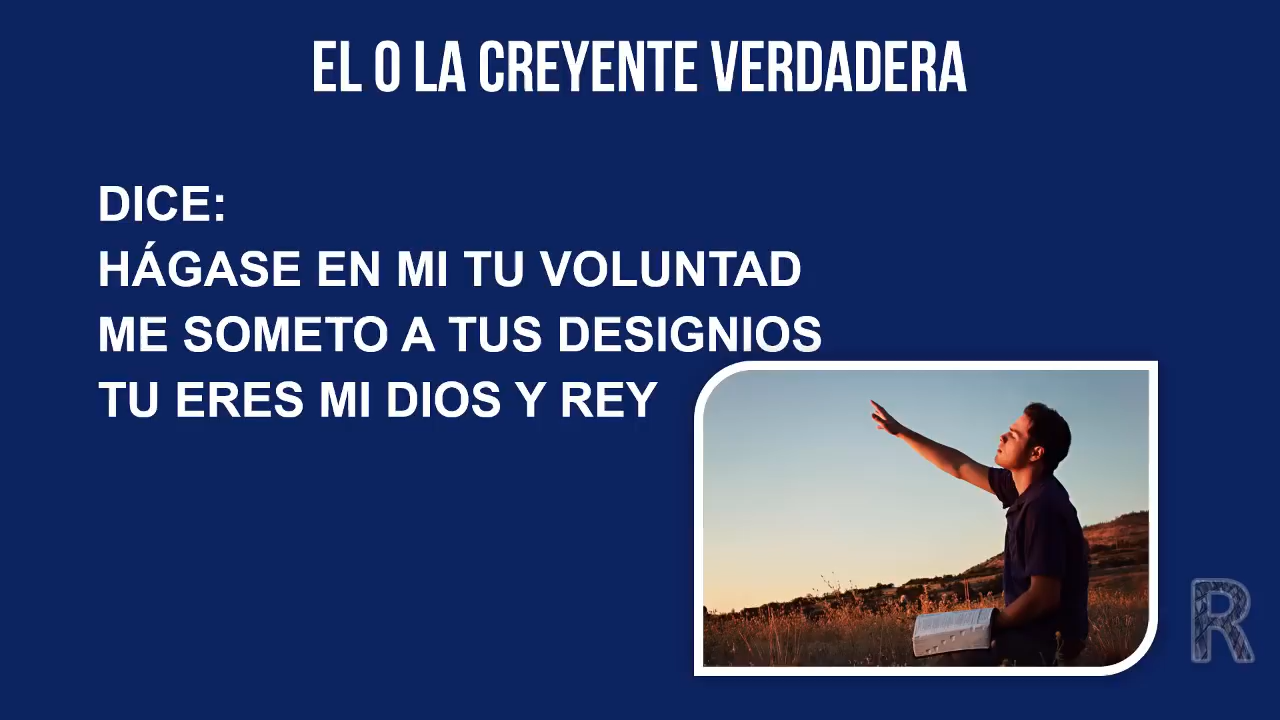 EL O LA CREYENTE VERDADERA
DICE:
HÁGASE EN MI TU VOLUNTAD
ME SOMETO A TUS DESIGNIOS
TU ERES MI DIOS Y REY
R